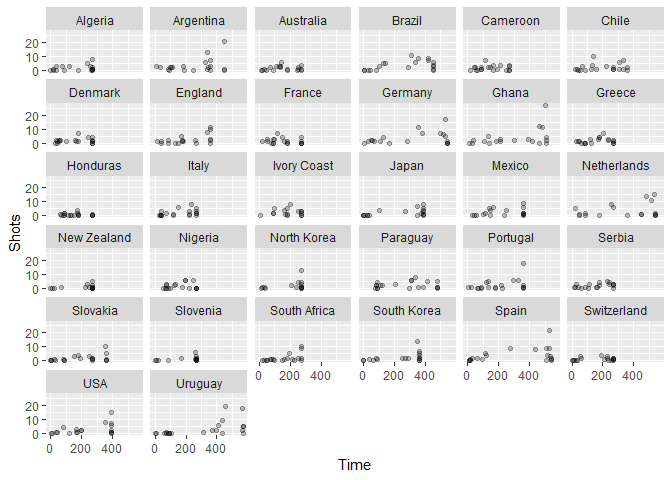 Algeria Argentina Australia Brazil Cameroon Chile
20
10
0
Denmark England France Germany Ghana Greece
20
10
0
Honduras Italy Ivory Coast Japan Mexico Netherlands
20
10
0
Shots
New Zealand Nigeria North Korea Paraguay Portugal Serbia
20
10
0
Slovakia Slovenia South Africa South Korea Spain Switzerland
20
10
0
USA Uruguay 0 200 400 0 200 400 0 200 400 0 200 400
20
10
0
0 200 400 0 200 400
Time